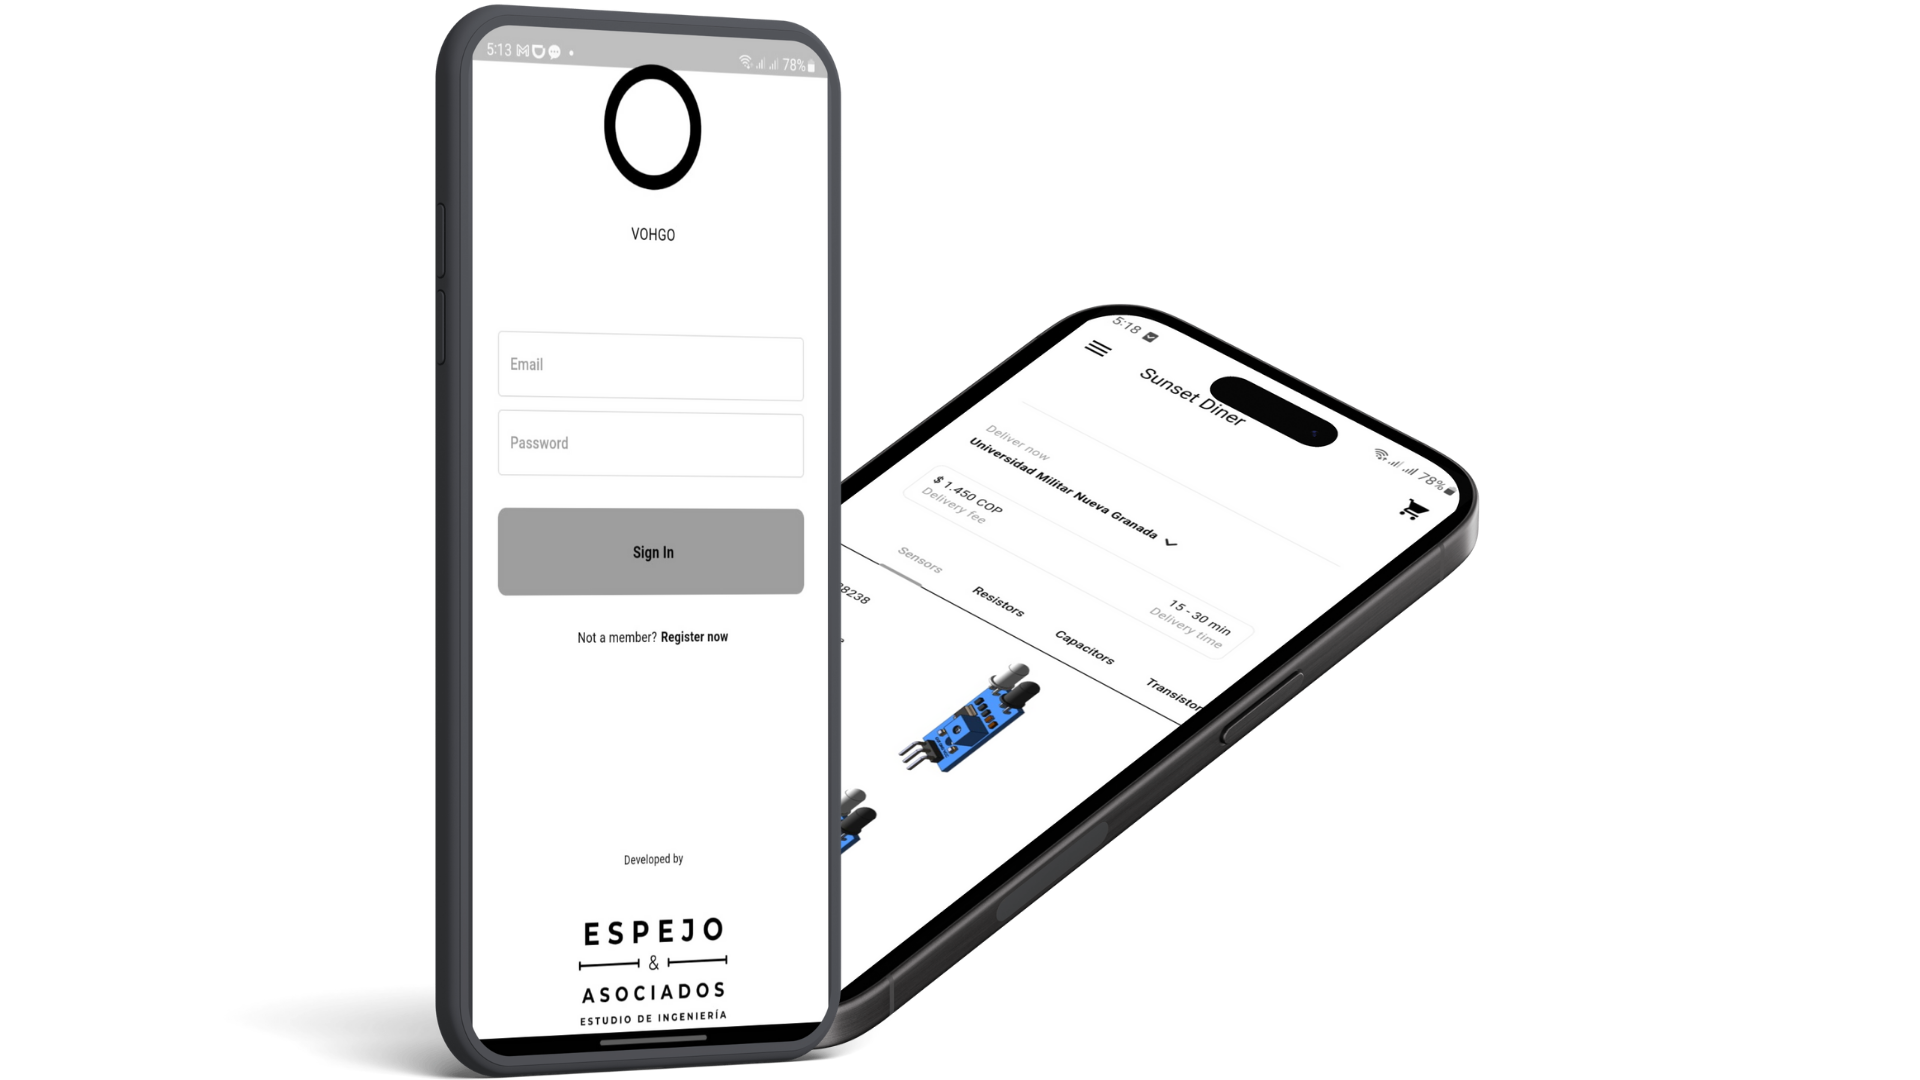 5:13
78%
VOHGO
Email
Password
Sign In
Not a member? Register now
Developed by
ESPEJO
&
ASOCIADOS
ESTUDIO DE INGENIERÍA
5:18
78%
Sunset Diner
Deliver now
Universidad Militar Nueva Granada
$ 1.450 COP
Delivery fee
15 - 30 min
Delivery time
Sensors
Resistors
Capacitors
Transistor
8238